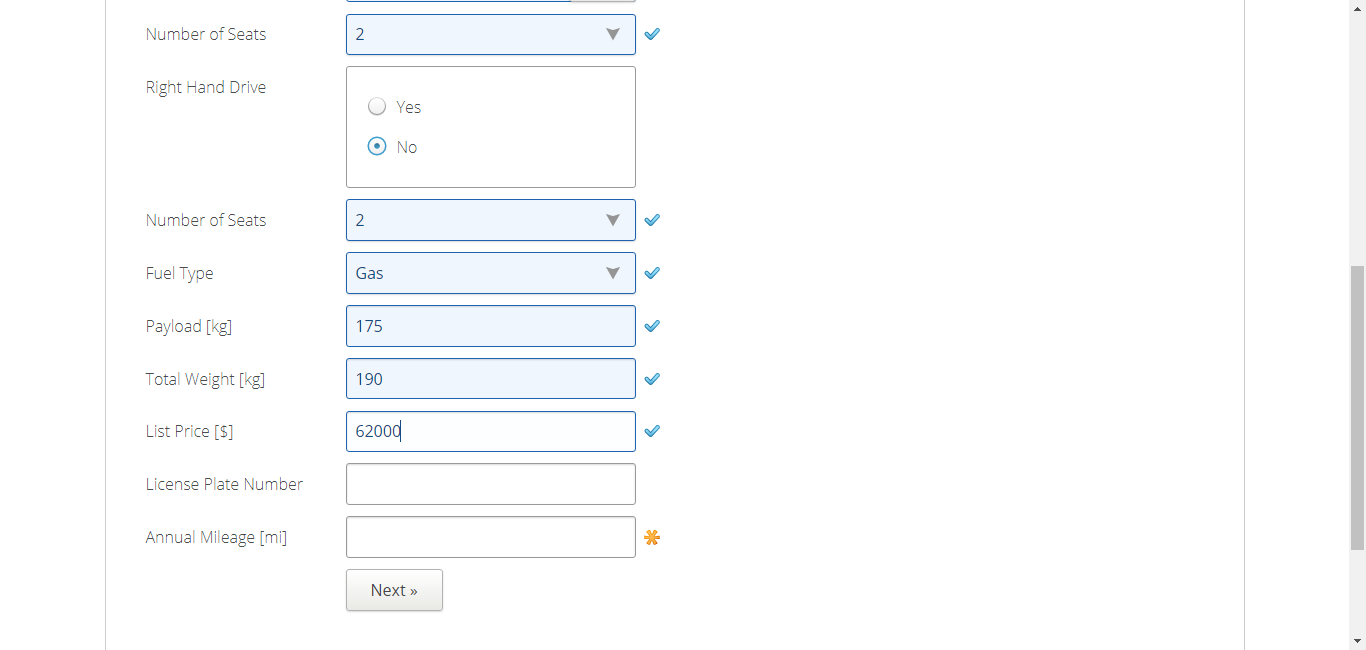 Number of Seats 2
Right Hand Drive
Yes
No
Number of Seats 2
Fuel Type Gas
Payload [kg] 175
Total Weight [kg] 190
List Price [$] 62000
License Plate Number
Annual Mileage [mi]
Next »